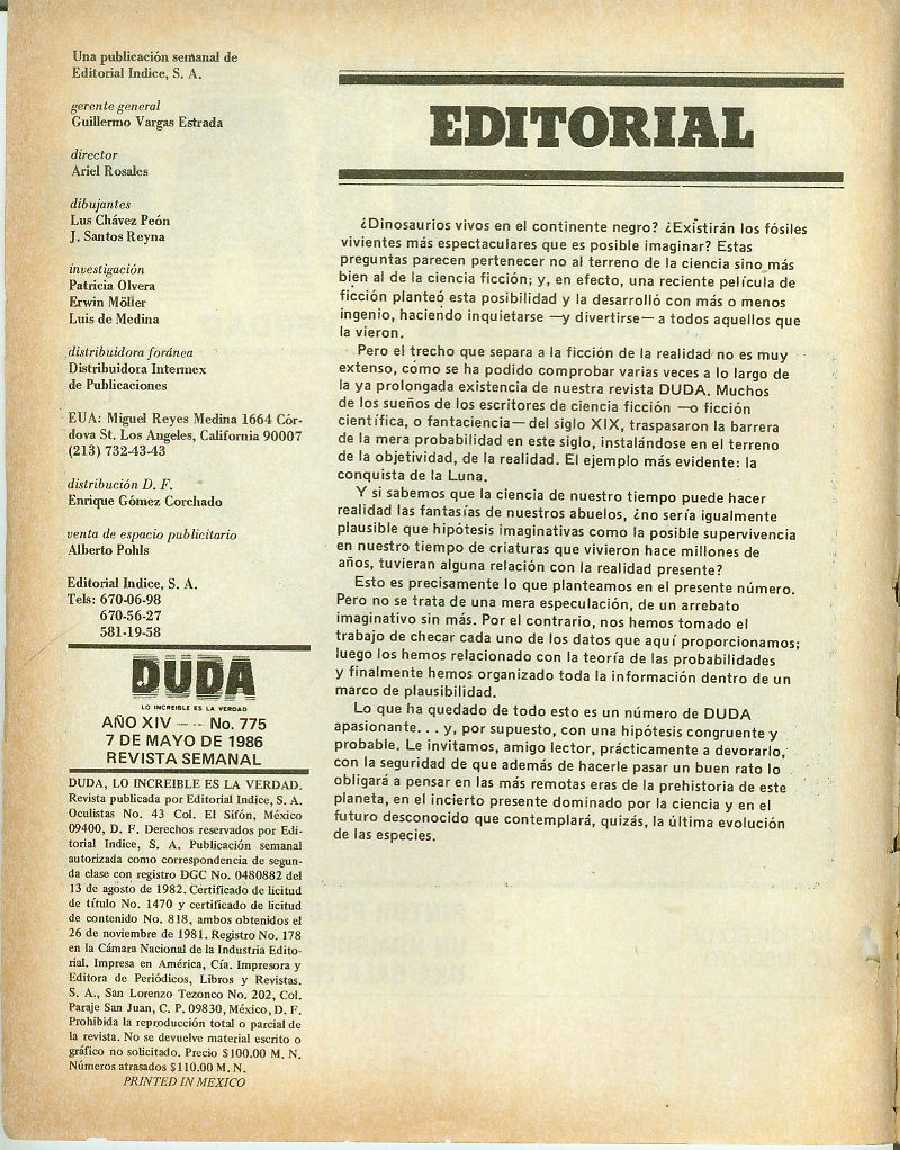 Una publicación semanal de
Editorial Indice, S. A.
gerente general
Guillermo Vargas Estrada
director
Ariel Rosales
dibujantes
Lus Chávez Peón
J. Santos Reyna
investigación
Patricia Olvera
Erwin Möller
Luis de Medina
distribuidora foránea
Distribuidora Intermex
de Publicaciones
EUA: Miguel Reyes Medina 1664 Cór-
dova St. Los Angeles, California 90007
(213) 732-43-43
distribución D. F.
Enrique Gómez Corchado
venta de espacio publicitario
Alberto Pohls
Editorial Indice, S. A.
Tels: 670-06-98
670-56-27
581-19-58
DUDA
LO INCREIBLE ES LA VERDAD
AÑO XIV — -- No. 775
7 DE MAYO DE 1986
REVISTA SEMANAL
DUDA, LO INCREIBLE ES LA VERDAD.
Revista publicada por Editorial Indice, S. A.
Oculistas No. 43 Col. El Sifón, México
09400, D. F. Derechos reservados por Edi-
torial Indice, S. A. Publicación semanal
autorizada como correspondencia de segun-
da clase con registro DGC No. 0480882 del
13 de agosto de 1982. Certificado de licitud
de título No. 1470 y certificado de licitud
de contenido No. 818, ambos obtenidos el
26 de noviembre de 1981. Registro No. 178
en la Cámara Nacional de la Industria Edito-
rial. Impresa en América, Cía. Impresora y
Editora de Periódicos, Libros y Revistas,
S. A., San Lorenzo Tezonco No. 202, Col.
Paraje San Juan, C. P. 09830, México, D. F.
Prohibida la reproducción total o parcial de
la revista. No se devuelve material escrito o
gráfico no solicitado. Precio $100.00 M. N.
Números atrasados $110.00 M. N.
PRINTED IN MEXICO
EDITORIAL
¿Dinosaurios vivos en el continente negro? ¿Existirán los fósiles
vivientes más espectaculares que es posible imaginar? Estas
preguntas parecen pertenecer no al terreno de la ciencia sino más
bien al de la ciencia ficción; y, en efecto, una reciente película de
ficción planteó esta posibilidad y la desarrolló con más o menos
ingenio, haciendo inquietarse —y divertirse— a todos aquellos que
la vieron.
Pero el trecho que separa a la ficción de la realidad no es muy
extenso, como se ha podido comprobar varias veces a lo largo de
la ya prolongada existencia de nuestra revista DUDA. Muchos
de los sueños de los escritores de ciencia ficción —o ficción
científica, o fantaciencia— del siglo XIX, traspasaron la barrera
de la mera probabilidad en este siglo, instalándose en el terreno
de la objetividad, de la realidad. El ejemplo más evidente: la
conquista de la Luna.
Y si sabemos que la ciencia de nuestro tiempo puede hacer
realidad las fantasías de nuestros abuelos, ¿no sería igualmente
plausible que hipótesis imaginativas como la posible supervivencia
en nuestro tiempo de criaturas que vivieron hace millones de
años, tuvieran alguna relación con la realidad presente?
Esto es precisamente lo que planteamos en el presente número.
Pero no se trata de una mera especulación, de un arrebato
imaginativo sin más. Por el contrario, nos hemos tomado el
trabajo de checar cada uno de los datos que aquí proporcionamos;
luego los hemos relacionado con la teoría de las probabilidades
y finalmente hemos organizado toda la información dentro de un
marco de plausibilidad.
Lo que ha quedado de todo esto es un número de DUDA
apasionante... y, por supuesto, con una hipótesis congruente y
probable. Le invitamos, amigo lector, prácticamente a devorarlo,
con la seguridad de que además de hacerle pasar un buen rato lo
obligará a pensar en las más remotas eras de la prehistoria de este
planeta, en el incierto presente dominado por la ciencia y en el
futuro desconocido que contemplará, quizás, la última evolución
de las especies.